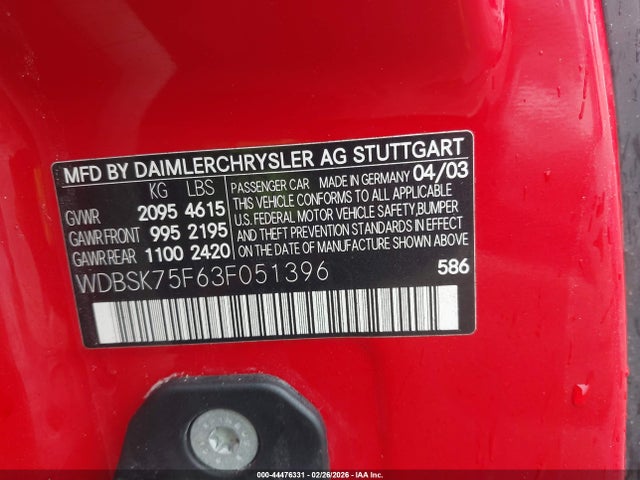 MFD BY DAIMLERCHRYSLER AG STUTTGART
KG LBS
GVWR 2095 4615
GAWR FRONT 995 2195
GAWR REAR 1100 2420
PASSENGER CAR MADE IN GERMANY 04/03
THIS VEHICLE CONFORMS TO ALL APPLICABLE
U.S. FEDERAL MOTOR VEHICLE SAFETY, BUMPER
AND THEFT PREVENTION STANDARDS IN EFFECT
ON THE DATE OF MANUFACTURE SHOWN ABOVE
WDBSK75F63F051396 586
000-44476331 - 02/26/2026 - IAA Inc.